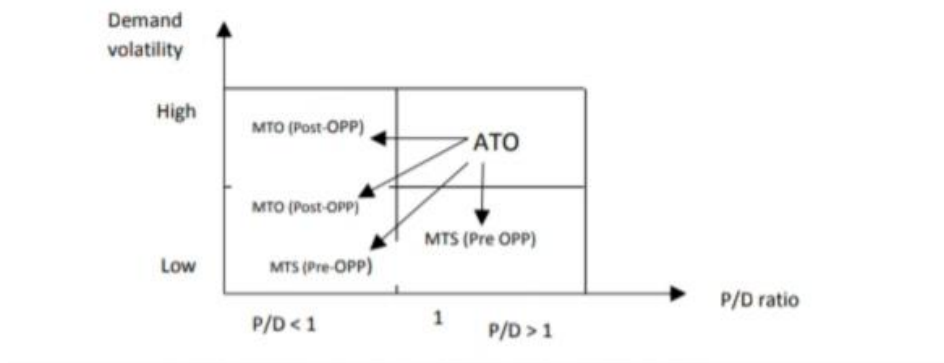 Demand
volatility
High
MTO (Post-OPP)
ATO
MTO (Post-OPP)
MTS (Pre OPP)
Low
MTS (Pre-OPP)
P/D ratio
P/D < 1
1
P/D > 1